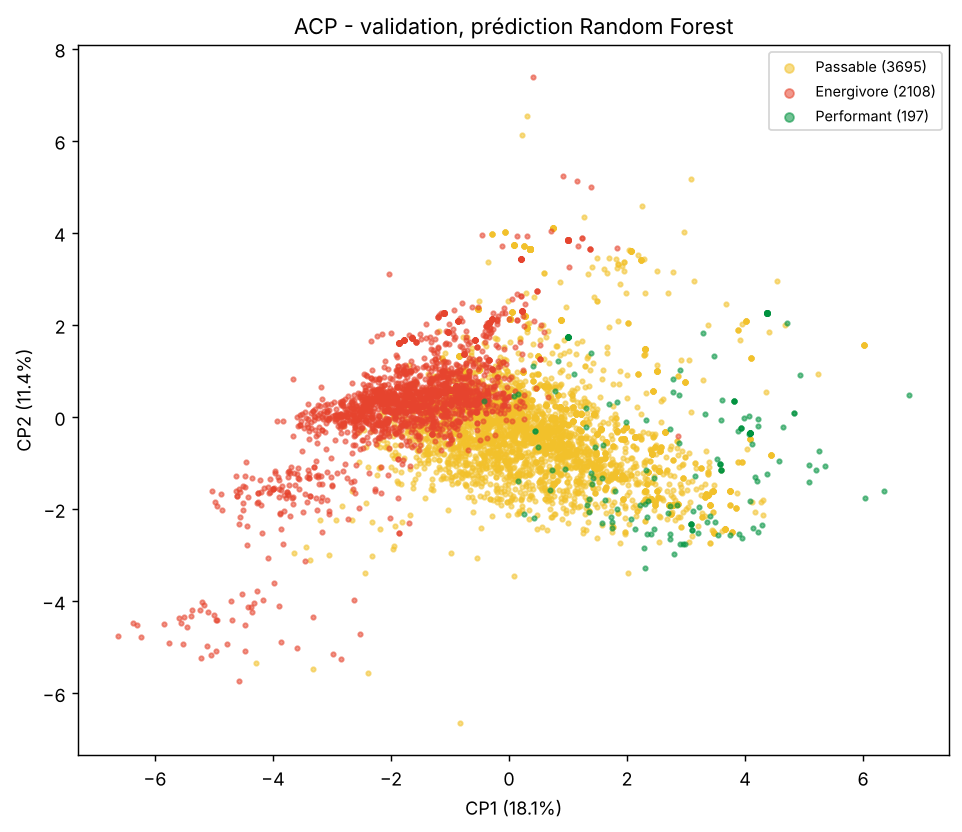 ACP - validation, prédiction Random Forest
Passable (3695)
Energivore (2108)
Performant (197)
8
6
4
2
0
−2
−4
−6
CP2 (11.4%)
−6 −4 −2 0 2 4 6
CP1 (18.1%)